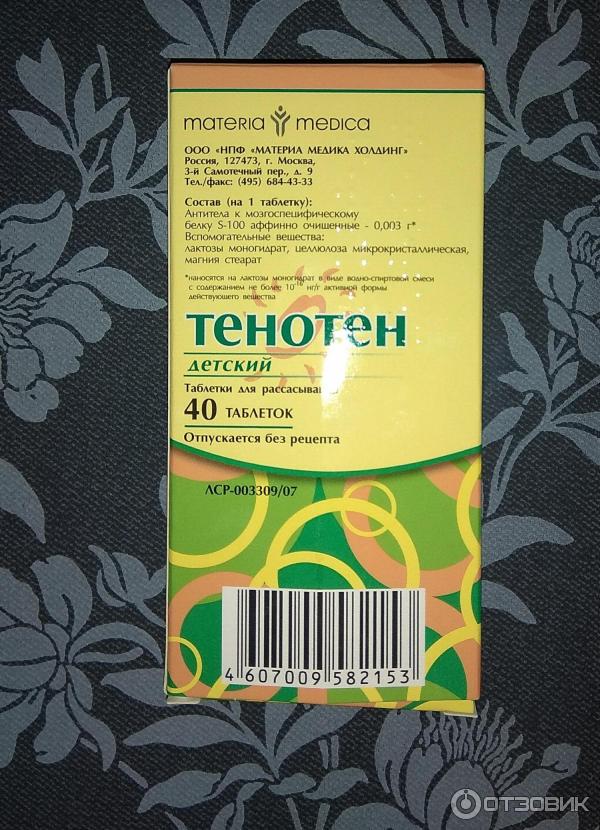 materia medica
ООО «НПФ «МАТЕРИА МЕДИКА ХОЛДИНГ»
Россия, 127473, г. Москва,
3-й Самотечный пер., д. 9
Тел./факс: (495) 684-43-33
Состав (на 1 таблетку):
Антитела к мозгоспецифическому
белку S-100 аффинно очищенные - 0,003 г*
Вспомогательные вещества:
лактозы моногидрат, целлюлоза микрокристаллическая,
магния стеарат
*наносятся на лактозы моногидрат в виде водно-спиртовой смеси
с содержанием не более 10⁻¹⁶ нг/г активной формы
действующего вещества
ТЕНОТЕН
детский
Таблетки для
40 ТАБЛЕТОК
Отпускается без рецепта
ЛСР-003309/07
4 607009 582153
ОТЗОВИК